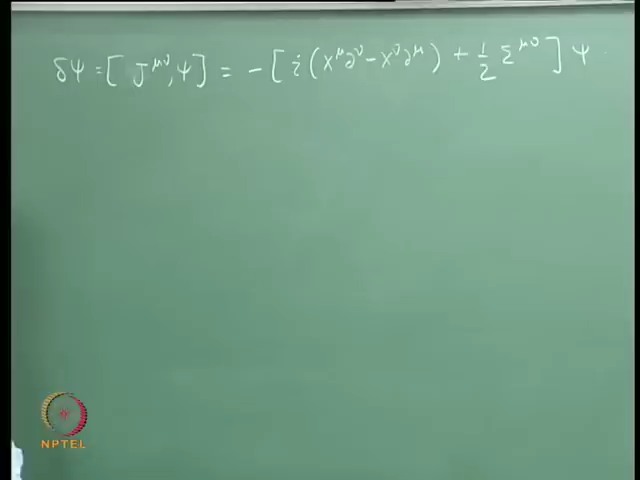 δΨ = [ J^{μν}, Ψ ] = - [ i ( x^μ ∂^ν - x^ν ∂^μ ) + 1/2 Σ^{μν} ] Ψ
NPTEL